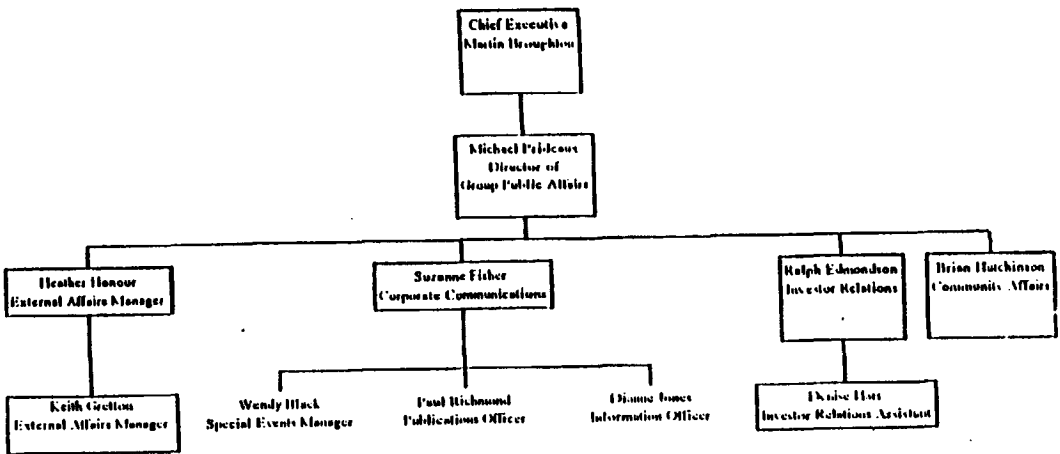 Chief Executive
Martin Broughton
Michael Prideaux
Director of
Group Public Affairs
Heather Honour
External Affairs Manager
Suzanne Fisher
Corporate Communications
Ralph Edmondson
Investor Relations
Brian Hutchinson
Community Affairs
Keith Gretton
External Affairs Manager
Wendy Black
Special Events Manager
Paul Richmond
Publications Officer
Dianne Jones
Information Officer
Denise
Investor Relations Assistant